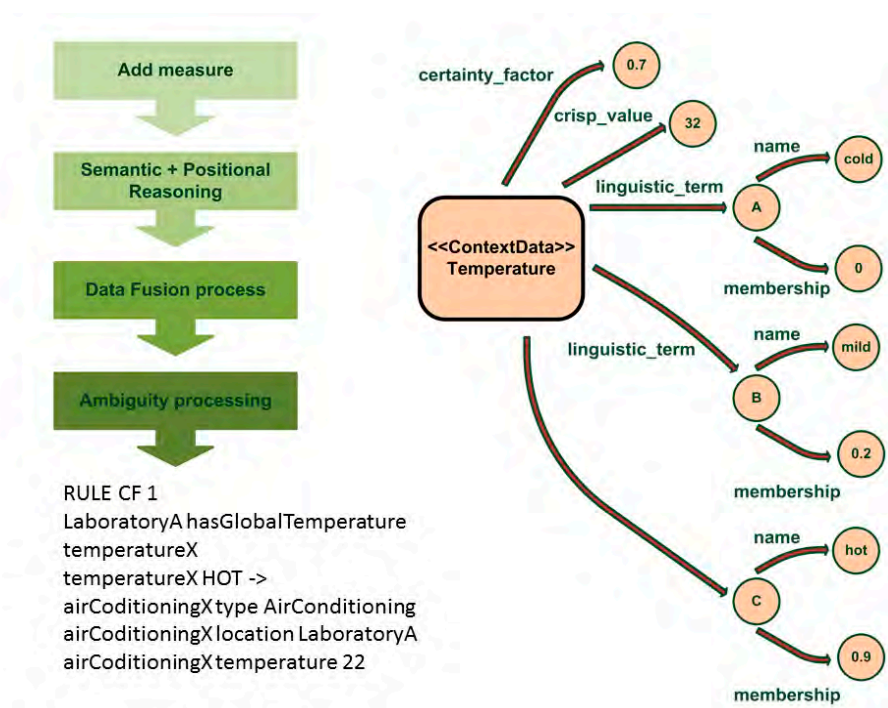 Add measure
Semantic + Positional
Reasoning
Data Fusion process
Ambiguity processing
RULE CF 1
LaboratoryA hasGlobalTemperature
temperatureX
temperatureX HOT ->
airCoditioningX type AirConditioning
airCoditioningX location LaboratoryA
airCoditioningX temperature 22
certainty_factor
0.7
crisp_value
32
<<ContextData>>
Temperature
linguistic_term
A
name
cold
membership
0
linguistic_term
B
name
mild
membership
0.2
C
name
hot
membership
0.9